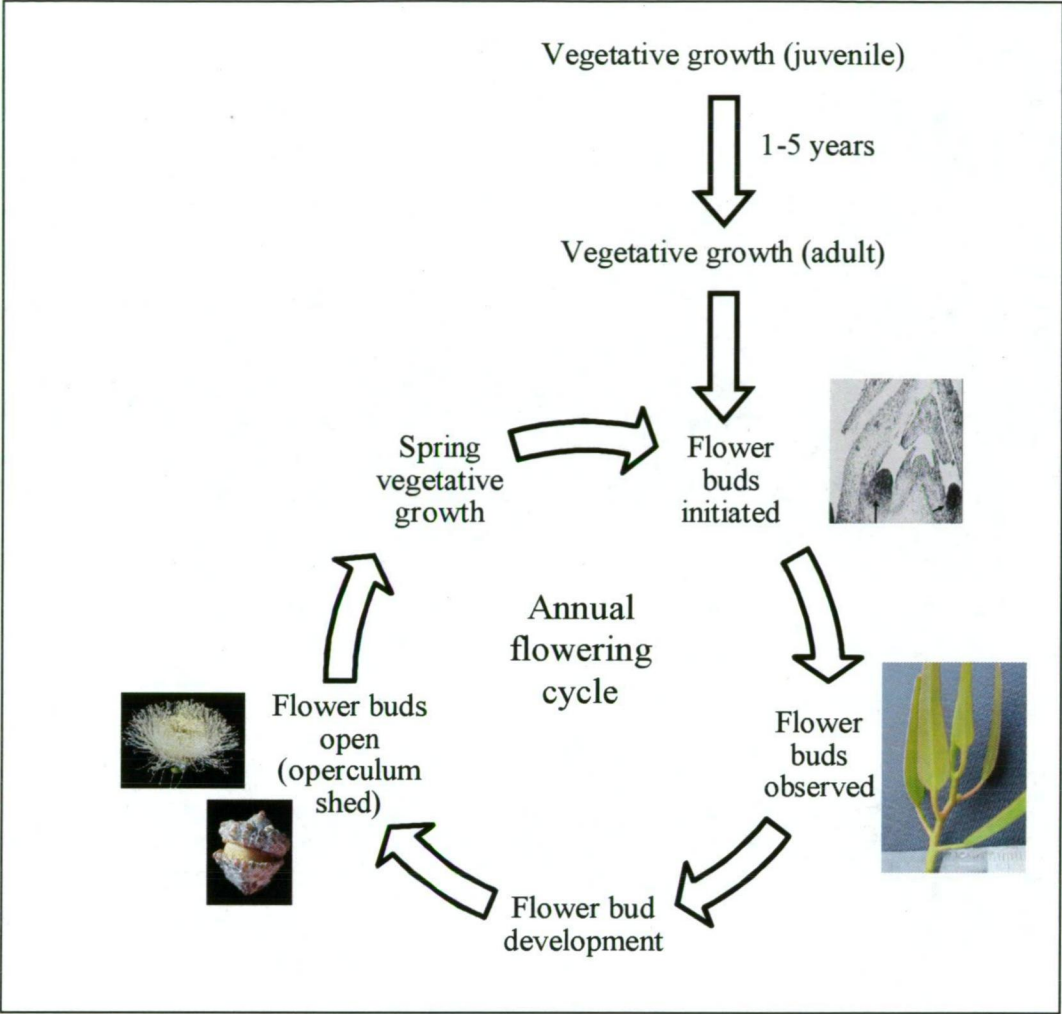 Vegetative growth (juvenile)
1-5 years
Vegetative growth (adult)
Spring
vegetative
growth
Flower
buds
initiated
Annual
flowering
cycle
Flower buds
open
(operculum
shed)
Flower
buds
observed
Flower bud
development